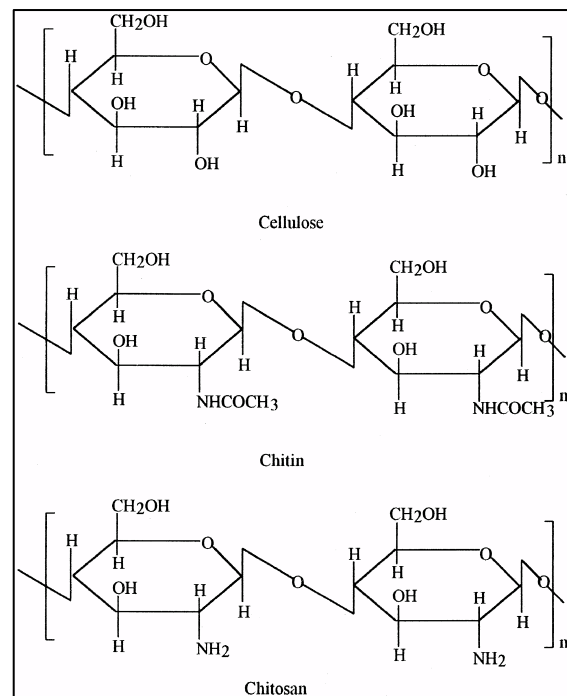 CH2OH CH2OH
H O H O
H H
OH H O OH H O
H H
H OH H OH n
Cellulose
CH2OH CH2OH
H O H O
H H
OH H O OH H O
H H
H NHCOCH3 H NHCOCH3 n
Chitin
CH2OH CH2OH
H O H O
H H
OH H O OH H O
H H
H NH2 H NH2 n
Chitosan